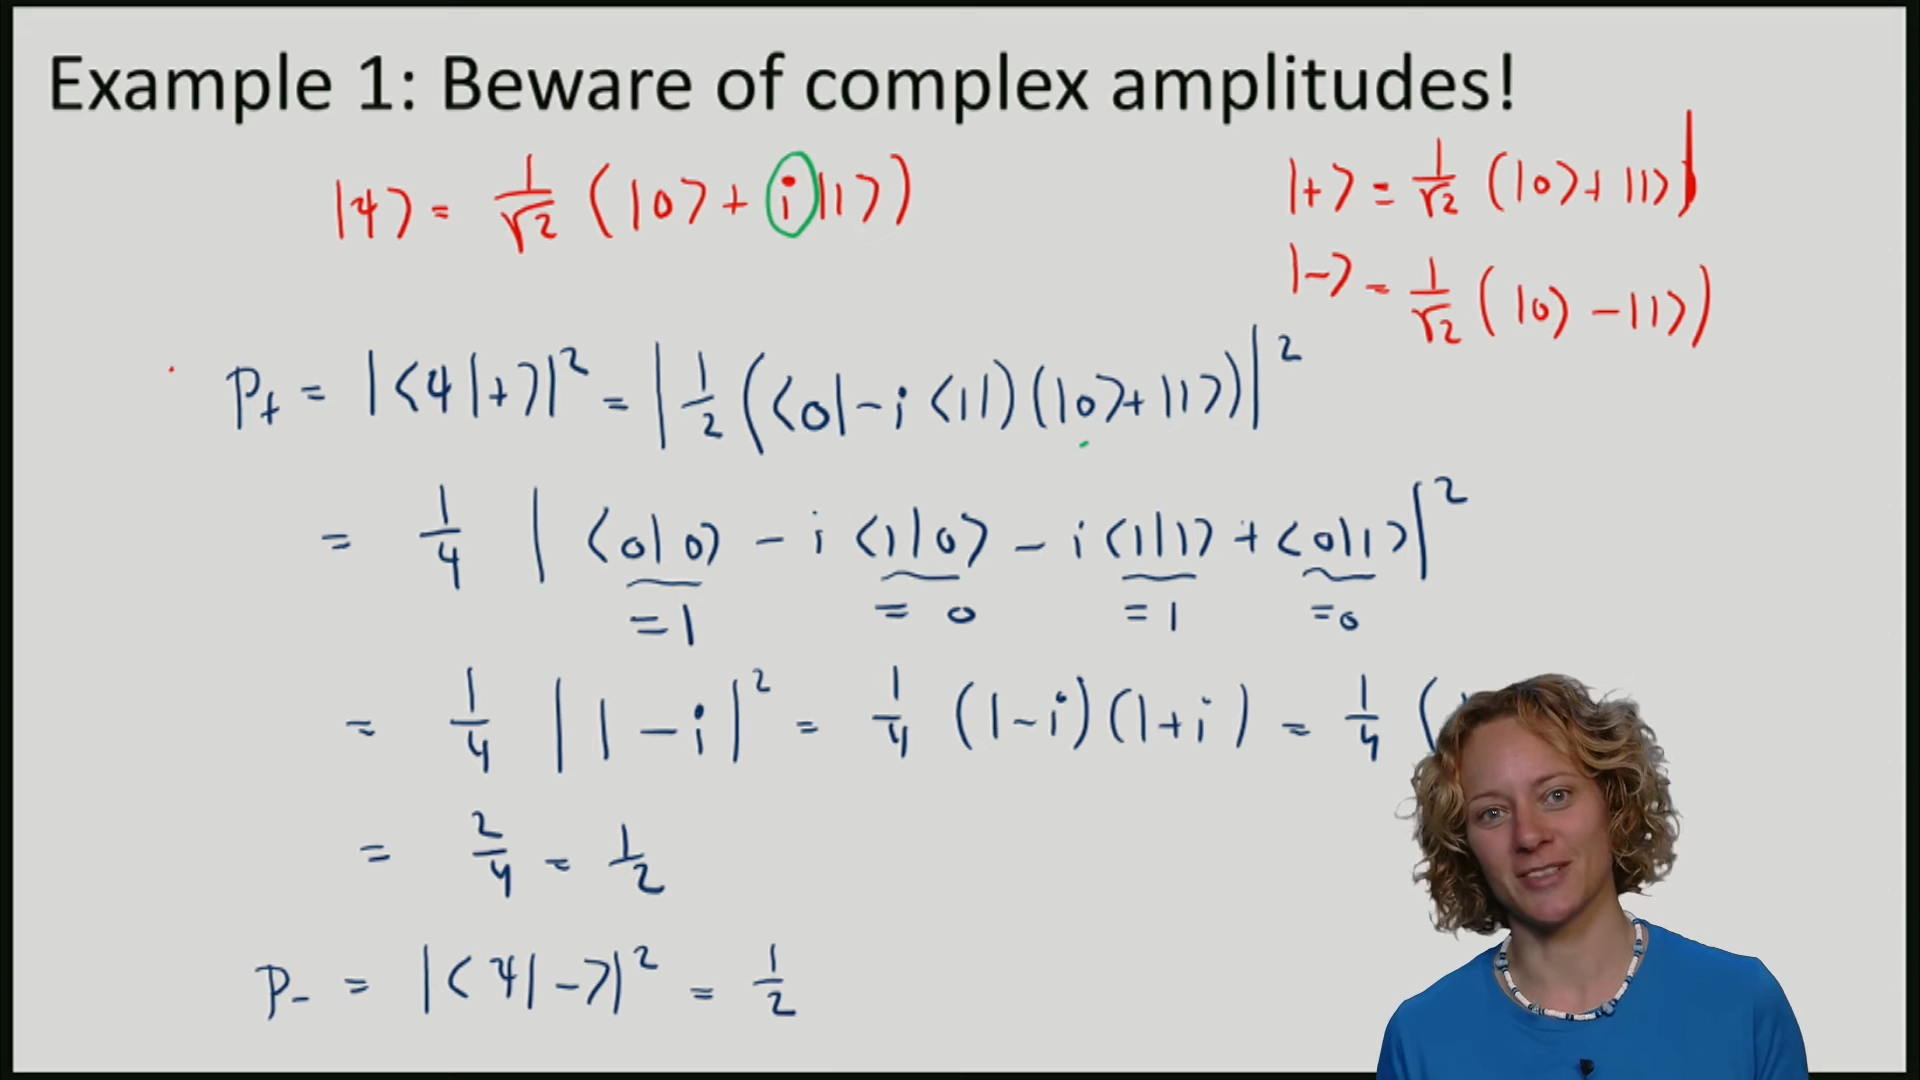 Example 1: Beware of complex amplitudes!
|ψ⟩ = 1/√2 (|0⟩ + i|1⟩)
|+⟩ = 1/√2 (|0⟩ + |1⟩)
|-⟩ = 1/√2 (|0⟩ - |1⟩)
P+ = |⟨ψ|+⟩|² = |1/2 (⟨0| - i⟨1|)(|0⟩ + |1⟩)|²
= 1/4 |⟨0|0⟩ - i⟨1|0⟩ - i⟨1|1⟩ + ⟨0|1⟩|²
=1 = 0 = 1 =0
= 1/4 |1 - i|² = 1/4 (1-i)(1+i) = 1/4 (
= 2/4 = 1/2
P- = |⟨ψ|-⟩|² = 1/2